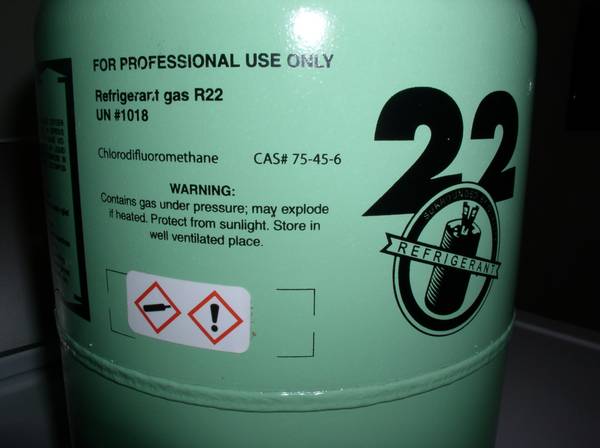 FOR PROFESSIONAL USE ONLY
Refrigerant gas R22
UN #1018
Chlorodifluoromethane CAS# 75-45-6
WARNING:
Contains gas under pressure; may explode
if heated. Protect from sunlight. Store in
well ventilated place.
22
REFRIGERANT